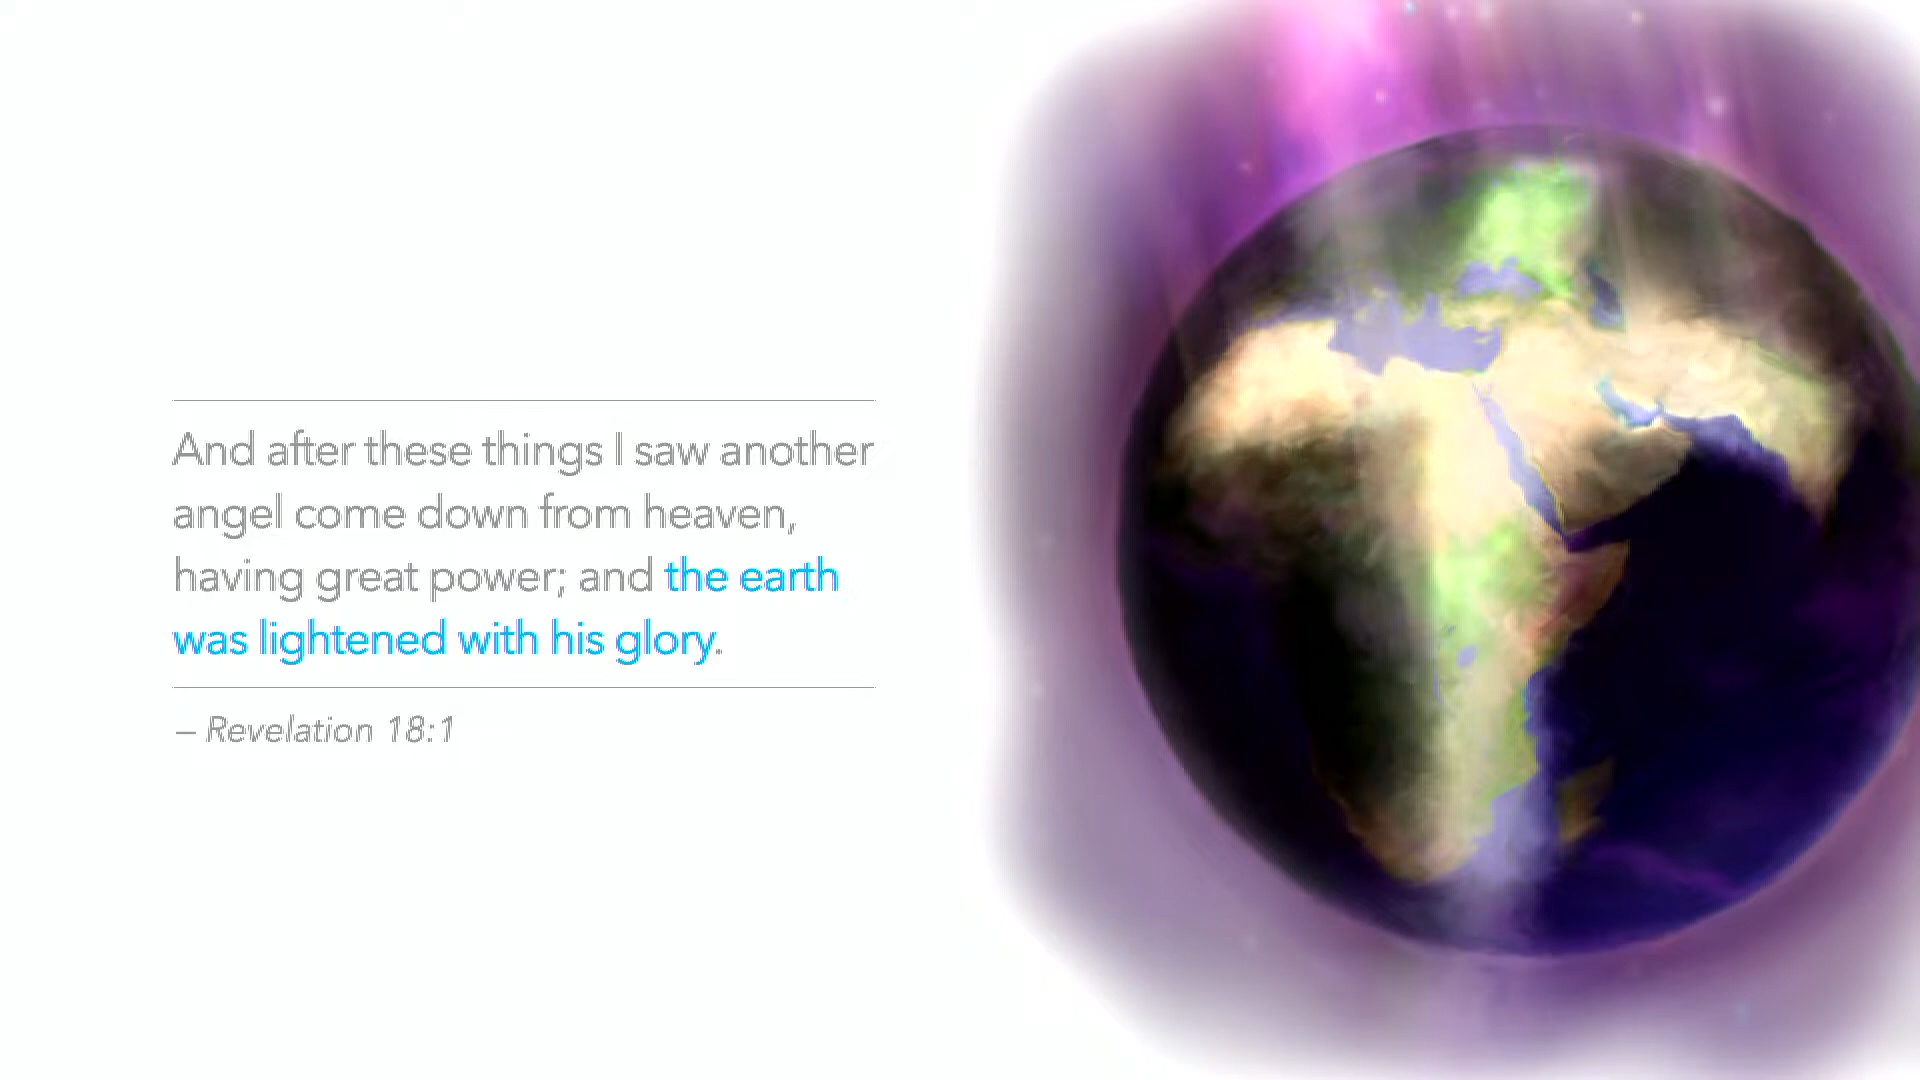 And after these things I saw another
angel come down from heaven,
having great power; and the earth
was lightened with his glory.
– Revelation 18:1